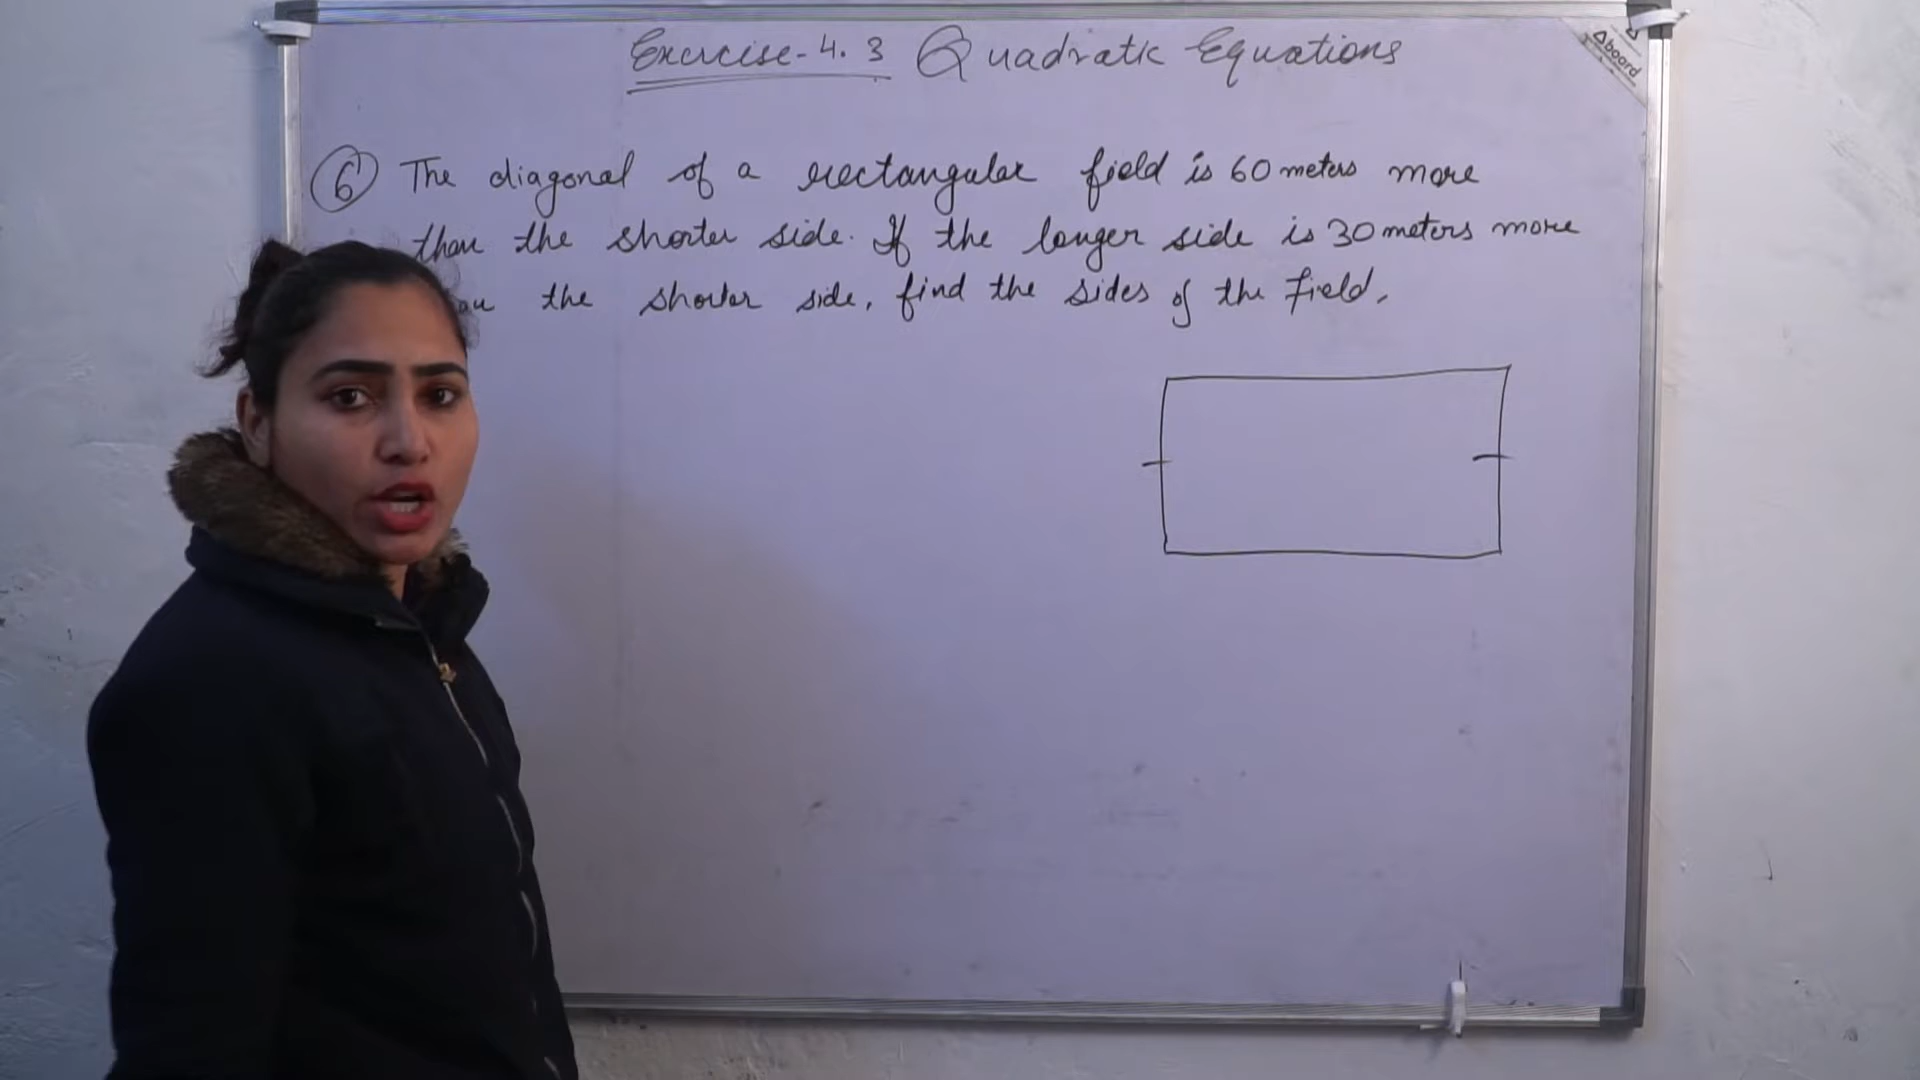 Exercise-4.3 Quadratic Equations
Aboard
6 The diagonal of a rectangular field is 60 meters more
than the shorter side. If the longer side is 30 meters more
the shorter side, find the sides of the field.